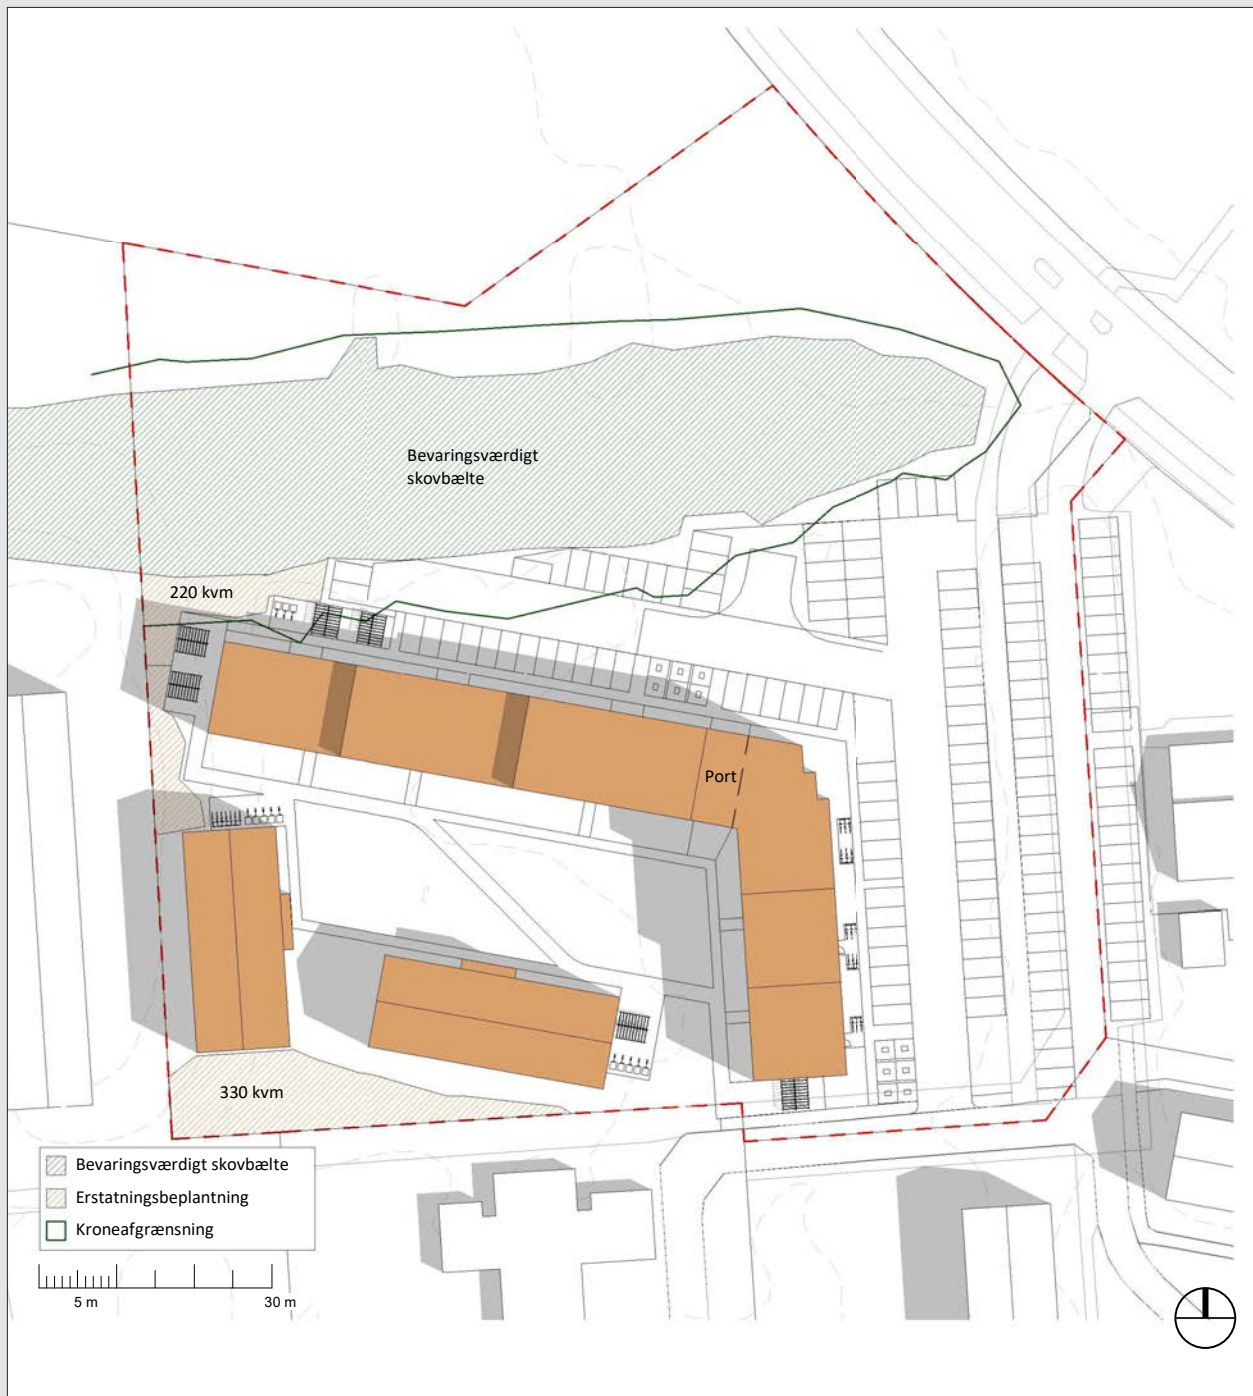 Bevaringsværdigt
skovbælte
220 kvm
Port
330 kvm
Bevaringsværdigt skovbælte
Erstatningsbeplantning
Kroneafgrænsning
5 m
30 m